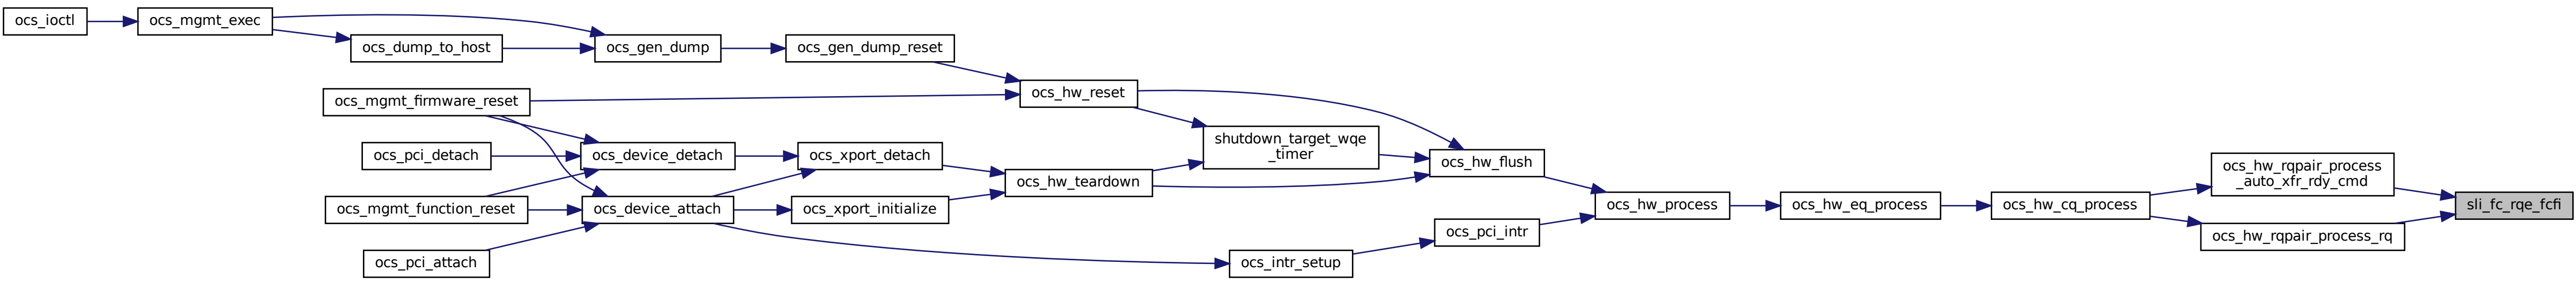 ocs_ioctl
ocs_mgmt_exec
ocs_dump_to_host
ocs_gen_dump
ocs_gen_dump_reset
ocs_mgmt_firmware_reset
ocs_hw_reset
ocs_pci_detach
ocs_device_detach
ocs_xport_detach
shutdown_target_wqe
_timer
ocs_hw_flush
ocs_hw_teardown
ocs_mgmt_function_reset
ocs_device_attach
ocs_xport_initialize
ocs_pci_attach
ocs_intr_setup
ocs_pci_intr
ocs_hw_process
ocs_hw_eq_process
ocs_hw_cq_process
ocs_hw_rqpair_process
_auto_xfr_rdy_cmd
ocs_hw_rqpair_process_rq
sli_fc_rqe_fcfi